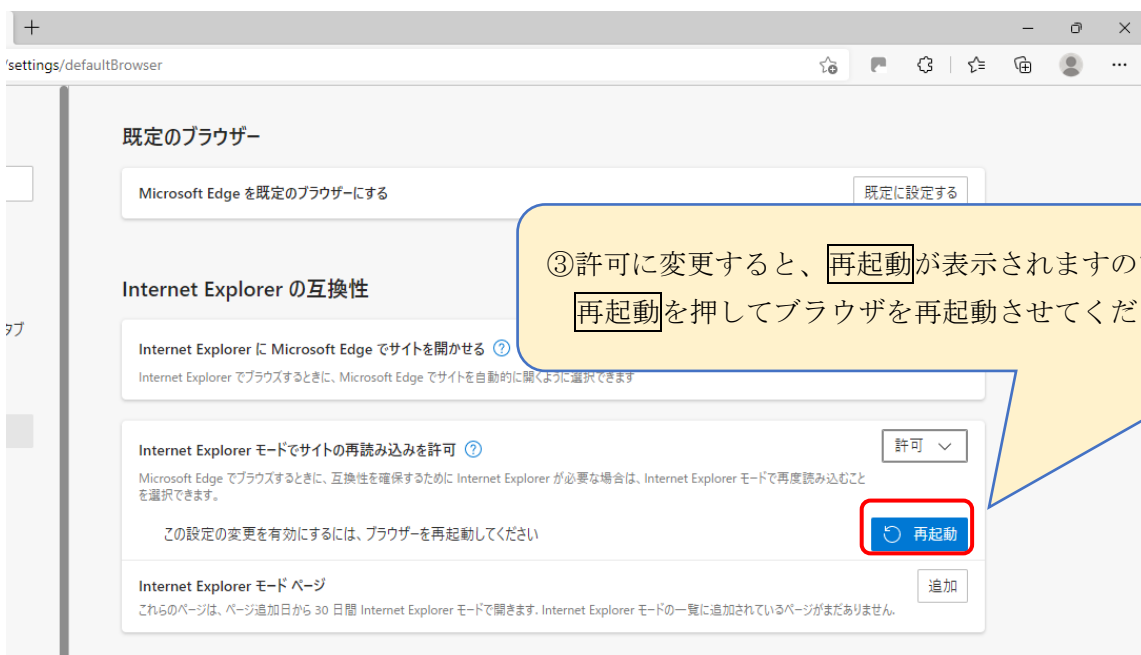 /settings/defaultBrowser
既定のブラウザー
Microsoft Edge を既定のブラウザーにする
既定に設定する
③許可に変更すると、再起動が表示されますの
再起動を押してブラウザを再起動させてくだ
Internet Explorer の互換性
タブ
Internet Explorer に Microsoft Edge でサイトを開かせる ?
Internet Explorer でブラウズするときに、Microsoft Edge でサイトを自動的に開くように選択できます
Internet Explorer モードでサイトの再読み込みを許可 ?
許可
Microsoft Edge でブラウズするときに、互換性を確保するために Internet Explorer が必要な場合は、Internet Explorer モードで再度読み込むこと
を選択できます。
この設定の変更を有効にするには、ブラウザーを再起動してください
再起動
Internet Explorer モード ページ
追加
これらのページは、ページ追加日から 30 日間 Internet Explorer モードで開きます. Internet Explorer モードの一覧に追加されているページがまだありません.